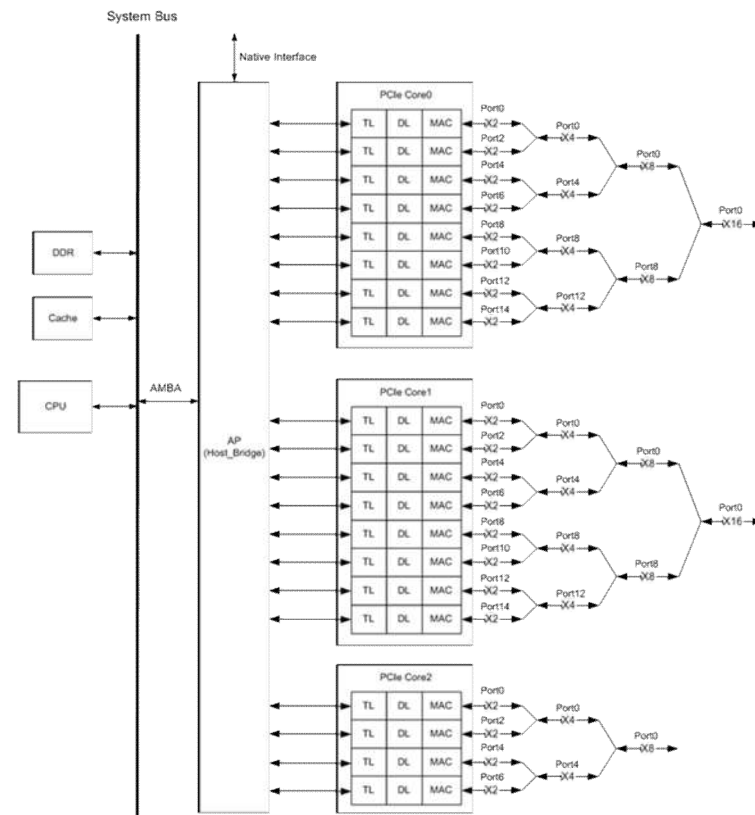 System Bus
Native Interface
DDR
Cache
CPU
AMBA
AP
(Host_Bridge)
PCIe Core0
TL DL MAC Port0 X2
TL DL MAC Port2 X2
TL DL MAC Port4 X2
TL DL MAC Port6 X2
TL DL MAC Port8 X2
TL DL MAC Port10 X2
TL DL MAC Port12 X2
TL DL MAC Port14 X2
Port0 X4
Port4 X4
Port8 X4
Port12 X4
Port0 X8
Port8 X8
Port0 X16
PCIe Core1
TL DL MAC Port0 X2
TL DL MAC Port2 X2
TL DL MAC Port4 X2
TL DL MAC Port6 X2
TL DL MAC Port8 X2
TL DL MAC Port10 X2
TL DL MAC Port12 X2
TL DL MAC Port14 X2
Port0 X4
Port4 X4
Port8 X4
Port12 X4
Port0 X8
Port8 X8
Port0 X16
PCIe Core2
TL DL MAC Port0 X2
TL DL MAC Port2 X2
TL DL MAC Port4 X2
TL DL MAC Port6 X2
Port0 X4
Port4 X4
Port0 X8